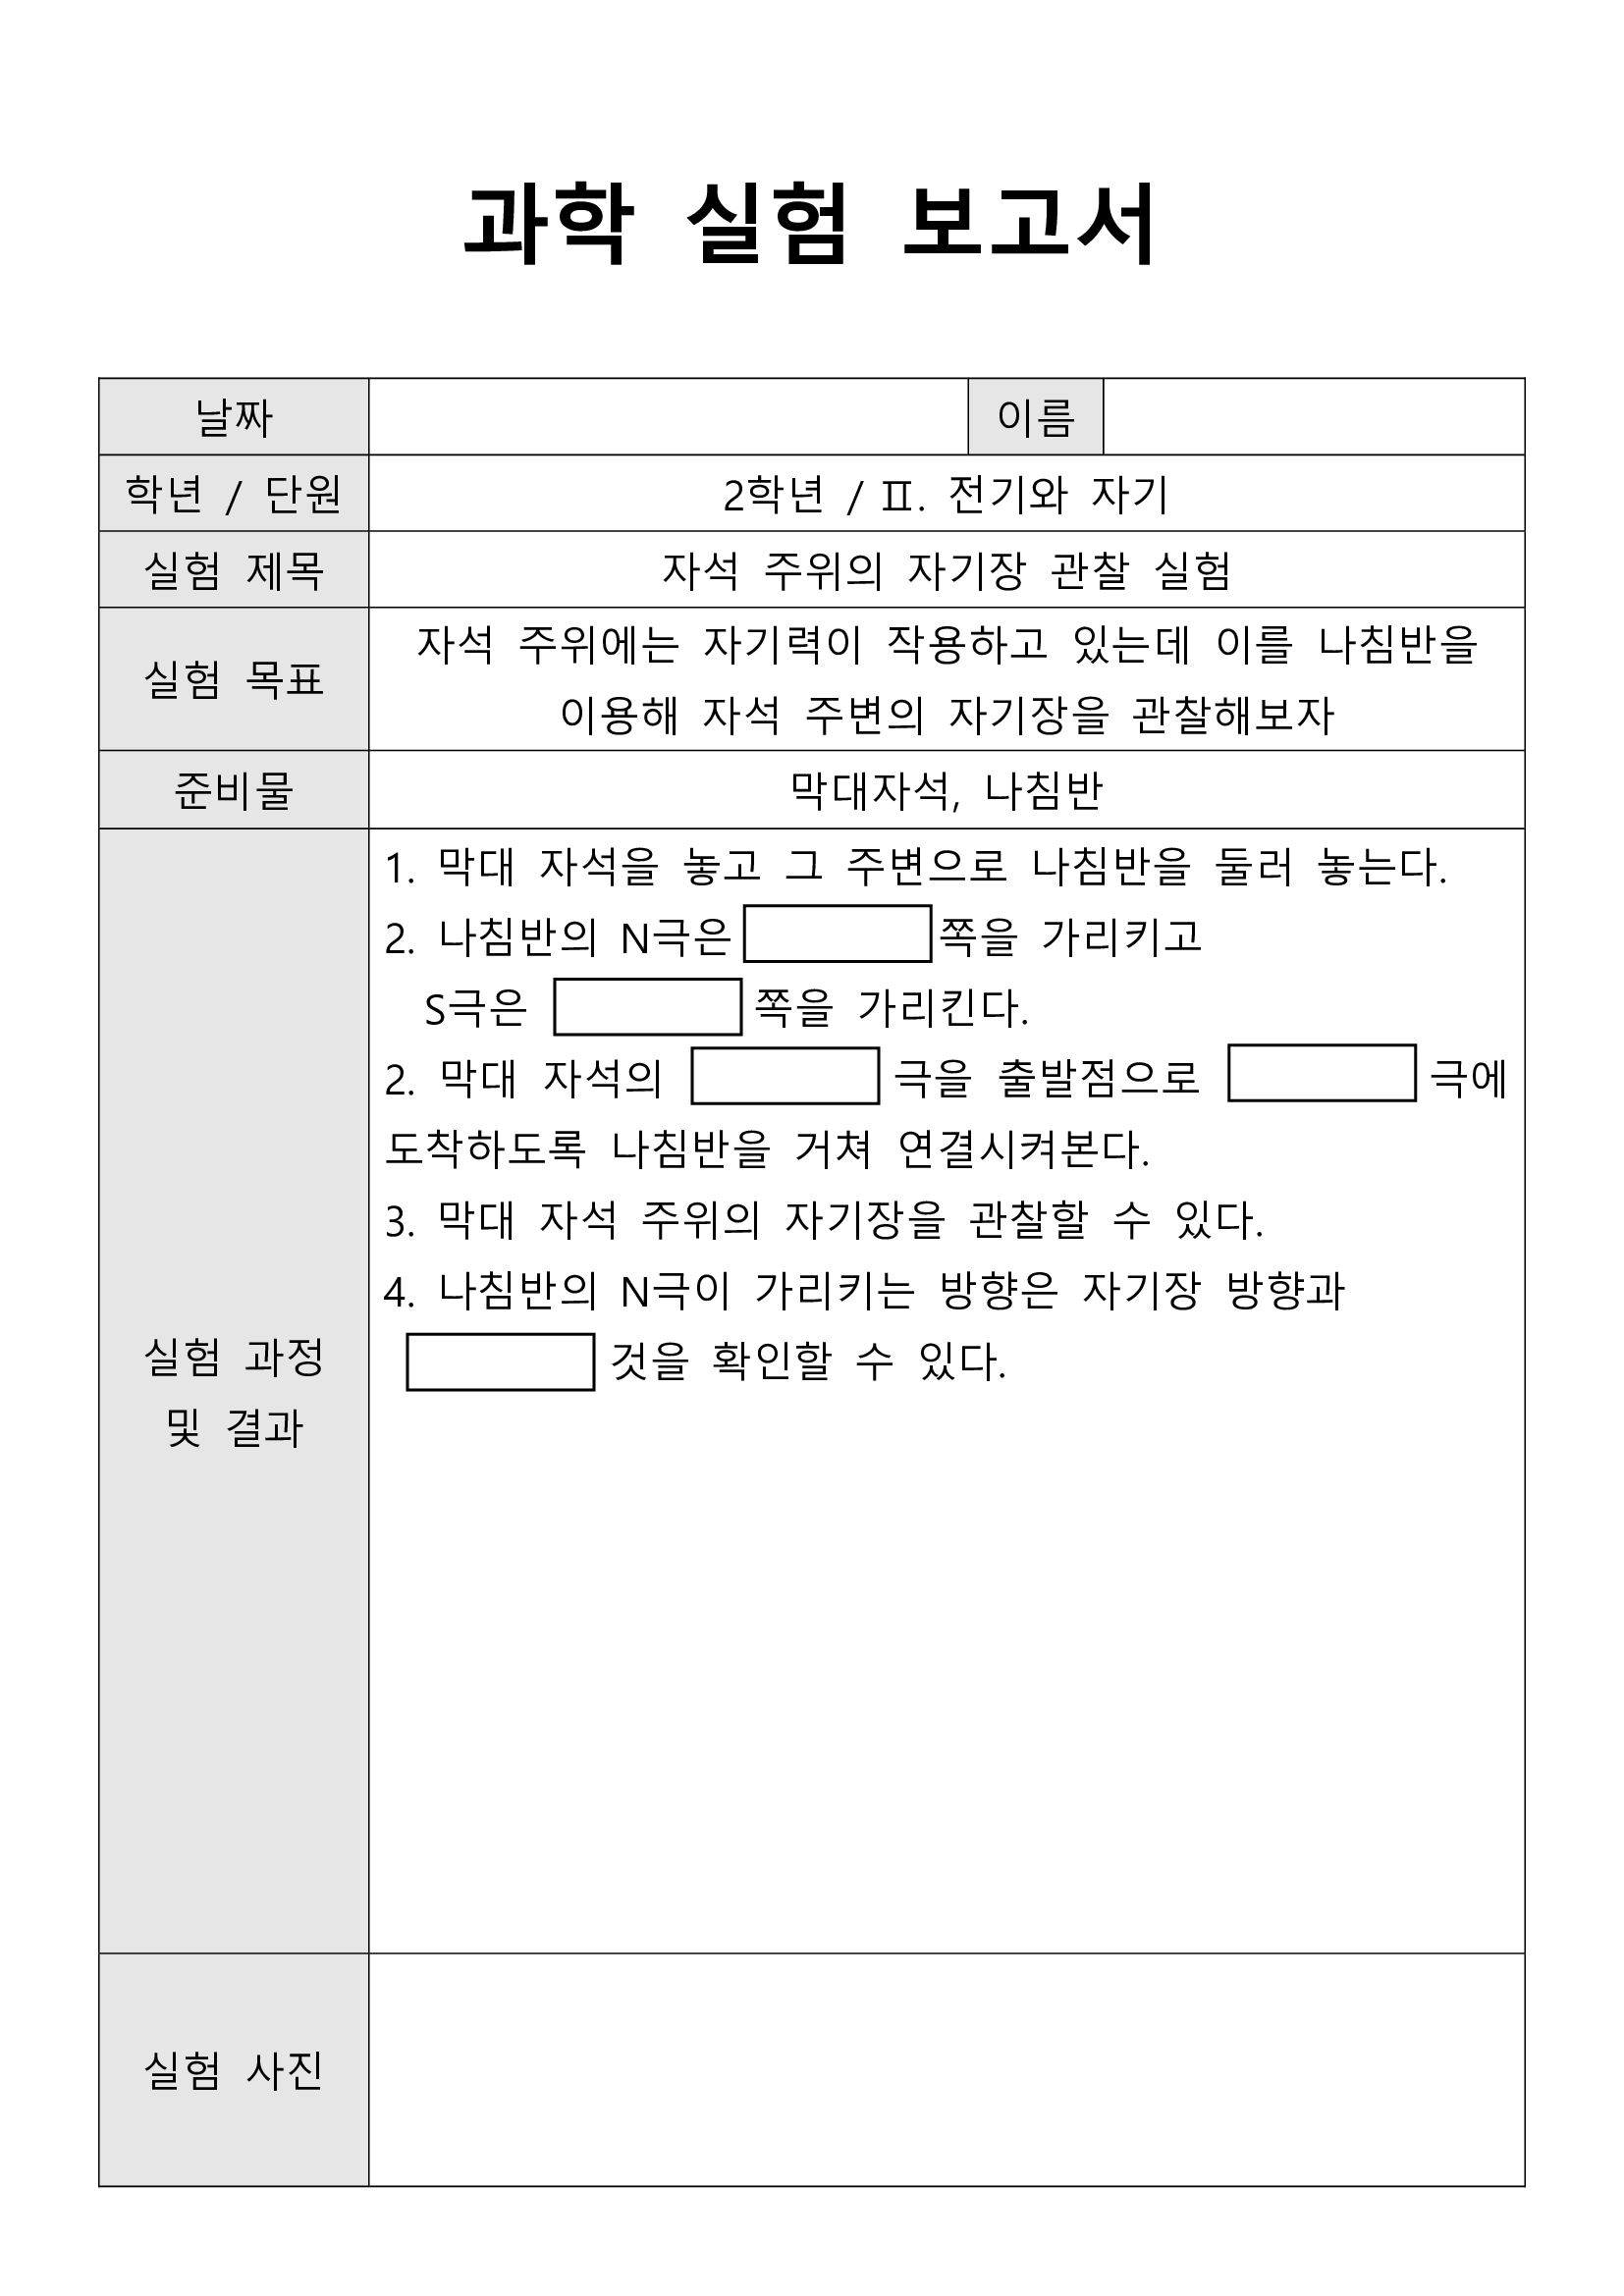 과학 실험 보고서
날짜
이름
학년 / 단원
2학년 / Ⅱ. 전기와 자기
실험 제목
자석 주위의 자기장 관찰 실험
실험 목표
자석 주위에는 자기력이 작용하고 있는데 이를 나침반을
이용해 자석 주변의 자기장을 관찰해보자
준비물
막대자석, 나침반
실험 과정
및 결과
1. 막대 자석을 놓고 그 주변으로 나침반을 둘러 놓는다.
2. 나침반의 N극은 쪽을 가리키고
S극은 쪽을 가리킨다.
2. 막대 자석의 극을 출발점으로 극에
도착하도록 나침반을 거쳐 연결시켜본다.
3. 막대 자석 주위의 자기장을 관찰할 수 있다.
4. 나침반의 N극이 가리키는 방향은 자기장 방향과
것을 확인할 수 있다.
실험 사진